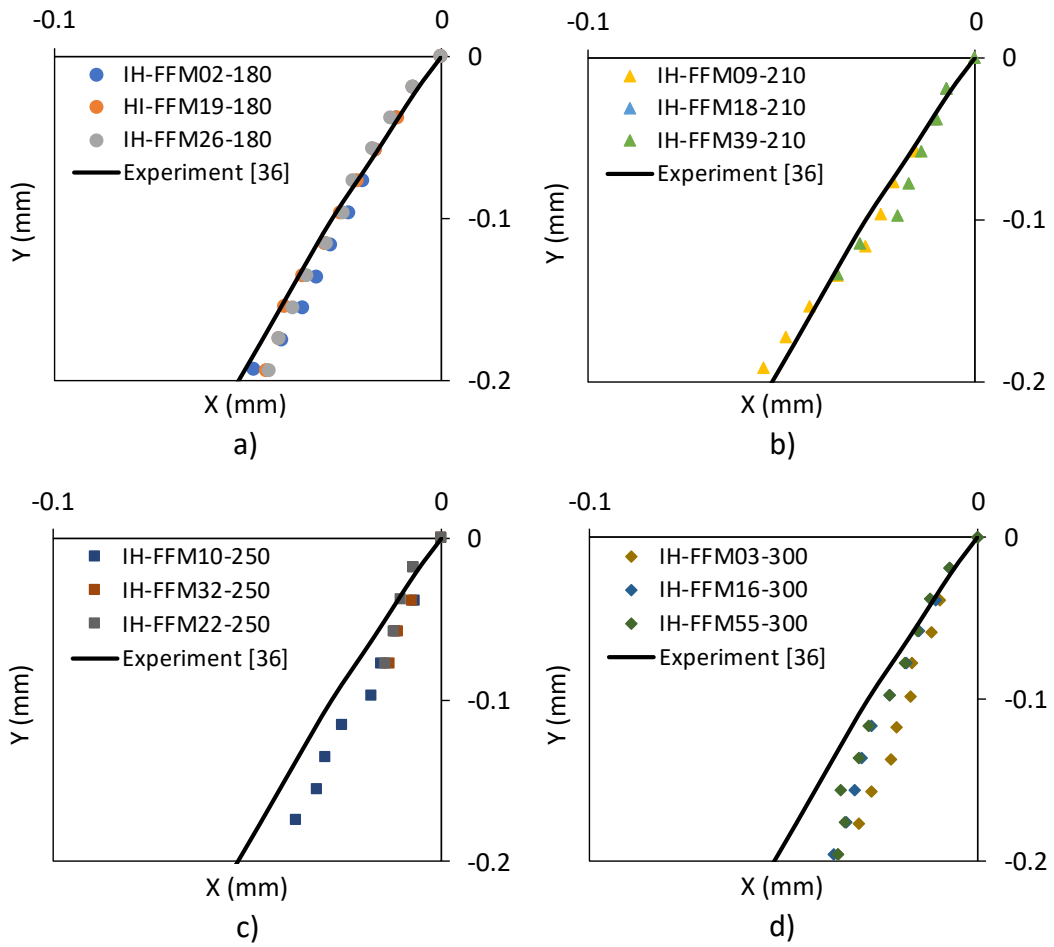 -0.1 0
0
IH-FFM02-180
HI-FFM19-180
IH-FFM26-180
Experiment [36]
Y (mm)
-0.1
-0.2
X (mm)
a)
-0.1 0
0
IH-FFM09-210
IH-FFM18-210
IH-FFM39-210
Experiment [36]
Y (mm)
-0.1
-0.2
X (mm)
b)
-0.1 0
0
IH-FFM10-250
IH-FFM32-250
IH-FFM22-250
Experiment [36]
Y (mm)
-0.1
-0.2
X (mm)
c)
-0.1 0
0
IH-FFM03-300
IH-FFM16-300
IH-FFM55-300
Experiment [36]
Y (mm)
-0.1
-0.2
X (mm)
d)